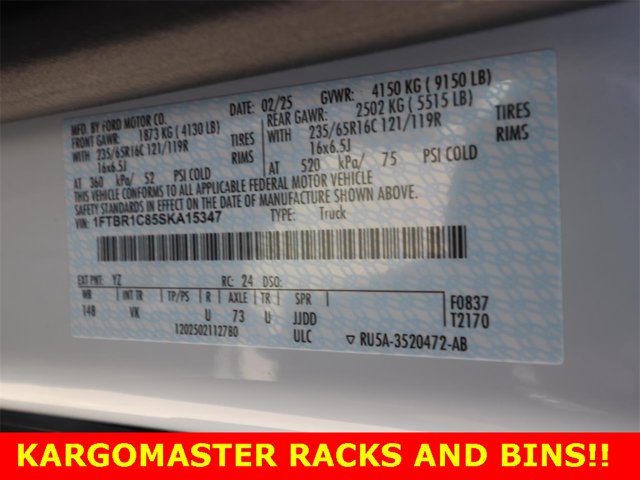 MFD. BY FORD MOTOR CO. DATE: 02/25 GVWR: 4150 KG ( 9150 LB)
FRONT GAWR: 1873 KG ( 4130 LB) REAR GAWR: 2502 KG ( 5515 LB)
WITH 235/65R16C 121/119R TIRES WITH 235/65R16C 121/119R TIRES
16x6.5J RIMS 16x6.5J RIMS
AT 360 kPa/ 52 PSI COLD AT 520 kPa/ 75 PSI COLD
THIS VEHICLE CONFORMS TO ALL APPLICABLE FEDERAL MOTOR VEHICLE
SAFETY STANDARDS IN EFFECT ON THE DATE OF MANUFACTURE SHOWN ABOVE.
VIN: 1FTBR1C85SKA15347 TYPE: Truck
EXT PNT: YZ RC: 24 DSO:
WB INT TR TP/PS R AXLE TR SPR F0837
148 VK U 73 U JJDD T2170
1202502112780 ULC ▽ RU5A-3520472-AB
KARGOMASTER RACKS AND BINS!!